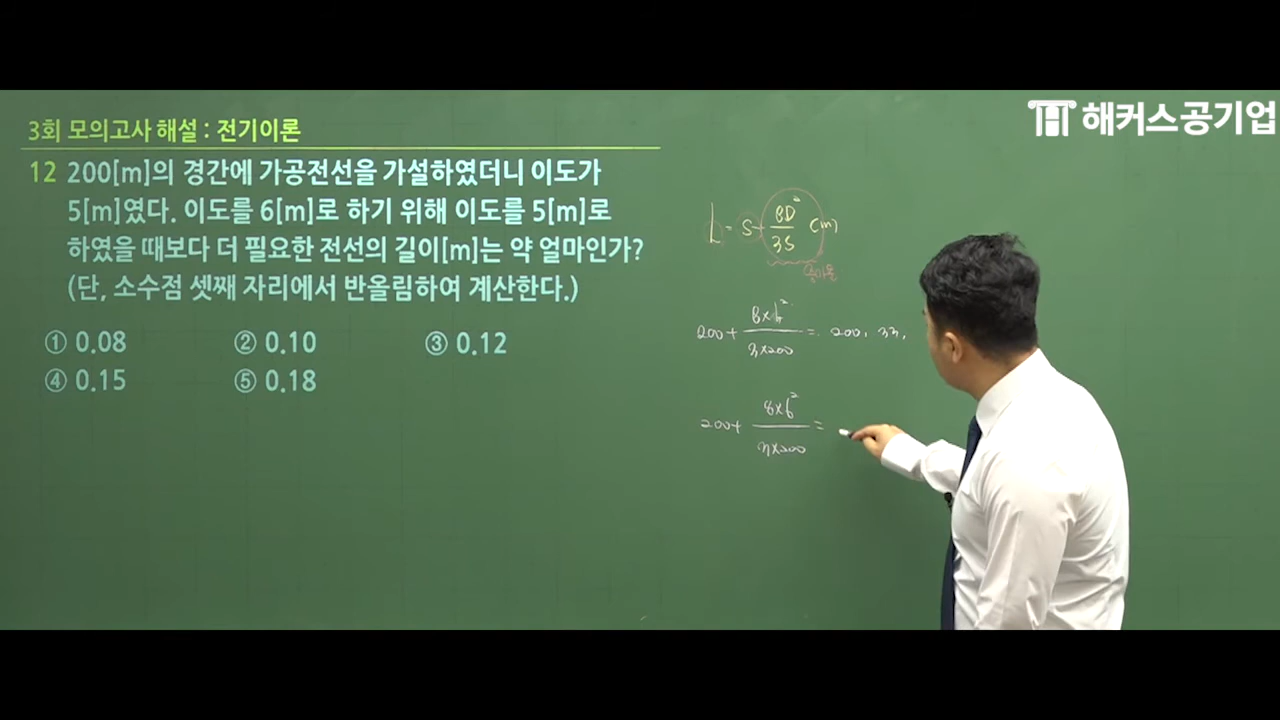 해커스공기업
3회 모의고사 해설 : 전기이론
12 200[m]의 경간에 가공전선을 가설하였더니 이도가
5[m]였다. 이도를 6[m]로 하기 위해 이도를 5[m]로
하였을 때보다 더 필요한 전선의 길이[m]는 약 얼마인가?
(단, 소수점 셋째 자리에서 반올림하여 계산한다.)
① 0.08 ② 0.10 ③ 0.12
④ 0.15 ⑤ 0.18
L = S + 8D² / 3S (m)
200 + 8×5² / 3×200 = 200. 33.
200 + 8×6² / 3×200 =